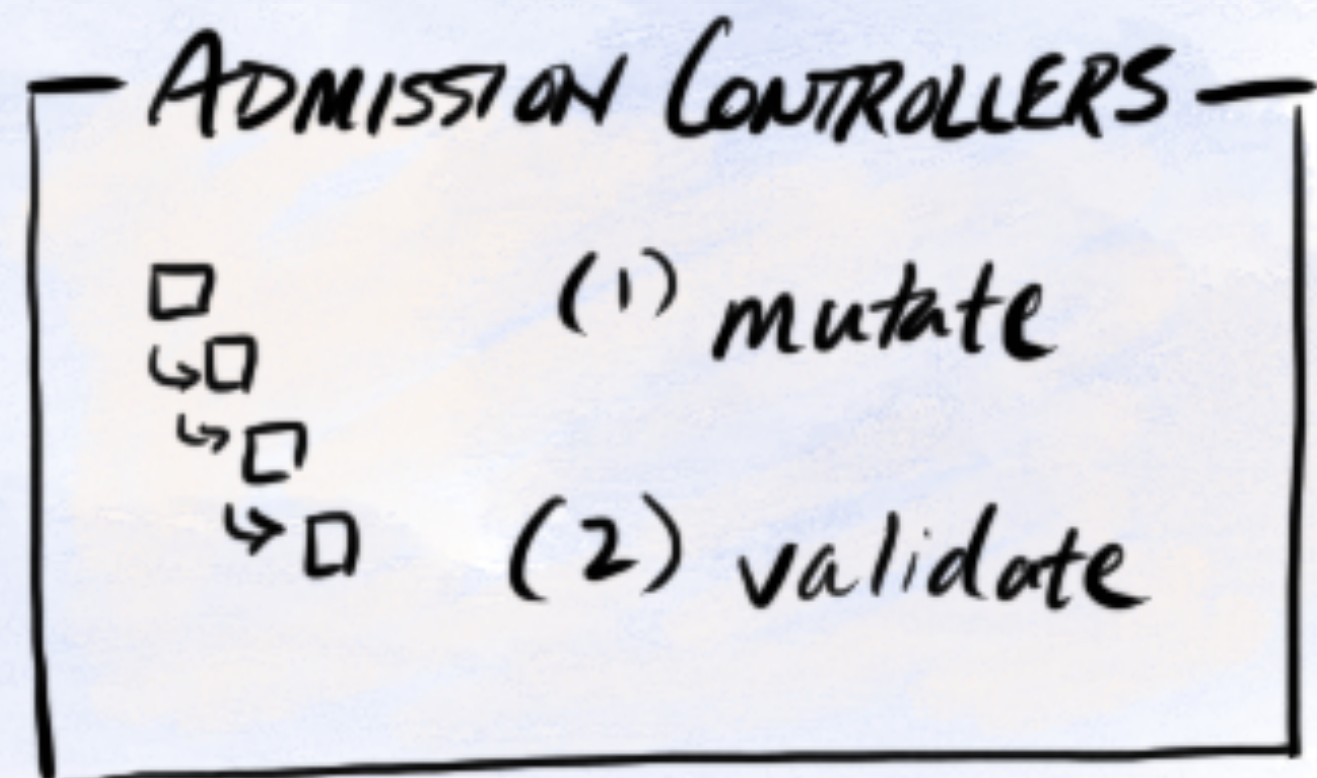 ADMISSION CONTROLLERS
(1) mutate
(2) validate